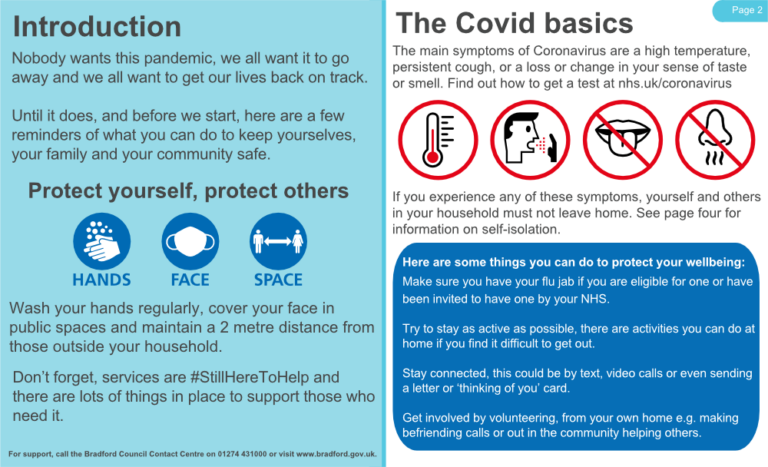 Introduction
Nobody wants this pandemic, we all want it to go
away and we all want to get our lives back on track.
Until it does, and before we start, here are a few
reminders of what you can do to keep yourselves,
your family and your community safe.
Protect yourself, protect others
HANDS FACE SPACE
Wash your hands regularly, cover your face in
public spaces and maintain a 2 metre distance from
those outside your household.
Don't forget, services are #StillHereToHelp and
there are lots of things in place to support those who
need it.
For support, call the Bradford Council Contact Centre on 01274 431000 or visit www.bradford.gov.uk.
Page 2
The Covid basics
The main symptoms of Coronavirus are a high temperature,
persistent cough, or a loss or change in your sense of taste
or smell. Find out how to get a test at nhs.uk/coronavirus
If you experience any of these symptoms, yourself and others
in your household must not leave home. See page four for
information on self-isolation.
Here are some things you can do to protect your wellbeing:
Make sure you have your flu jab if you are eligible for one or have
been invited to have one by your NHS.
Try to stay as active as possible, there are activities you can do at
home if you find it difficult to get out.
Stay connected, this could be by text, video calls or even sending
a letter or 'thinking of you' card.
Get involved by volunteering, from your own home e.g. making
befriending calls or out in the community helping others.